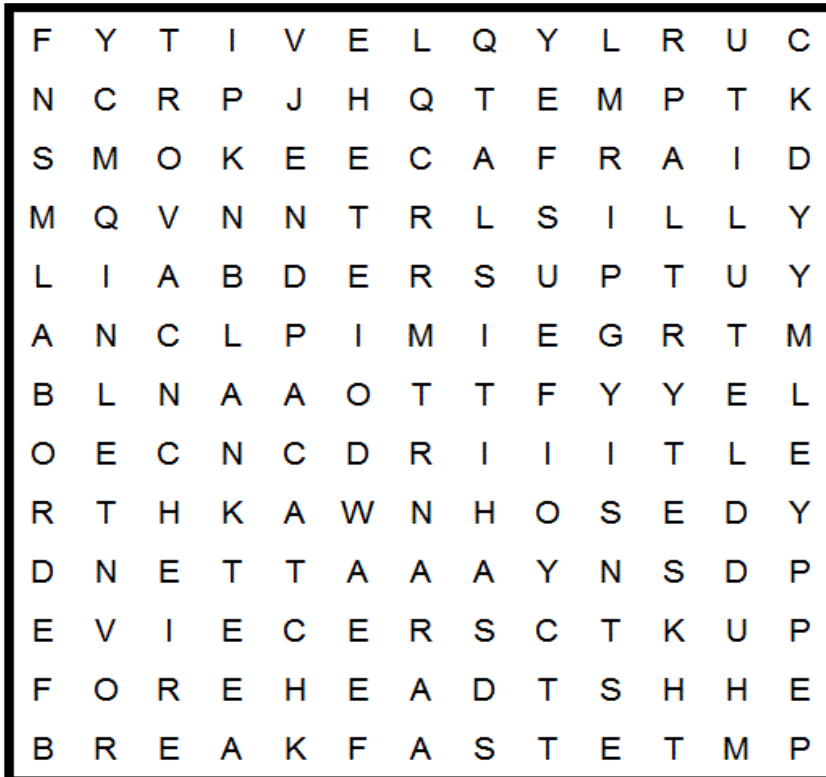 F Y T I V E L Q Y L R U C
N C R P J H Q T E M P T K
S M O K E E C A F R A I D
M Q V N N T R L S I L L Y
L I A B D E R S U P T U Y
A N C L P I M I E G R T M
B L N A A O T T F Y Y E L
O E C N C D R I I I T L E
R T H K A W N H O S E D Y
D N E T T A A A Y N S D P
E V I E C E R S C T K U P
F O R E H E A D T S H H E
B R E A K F A S T E T M P